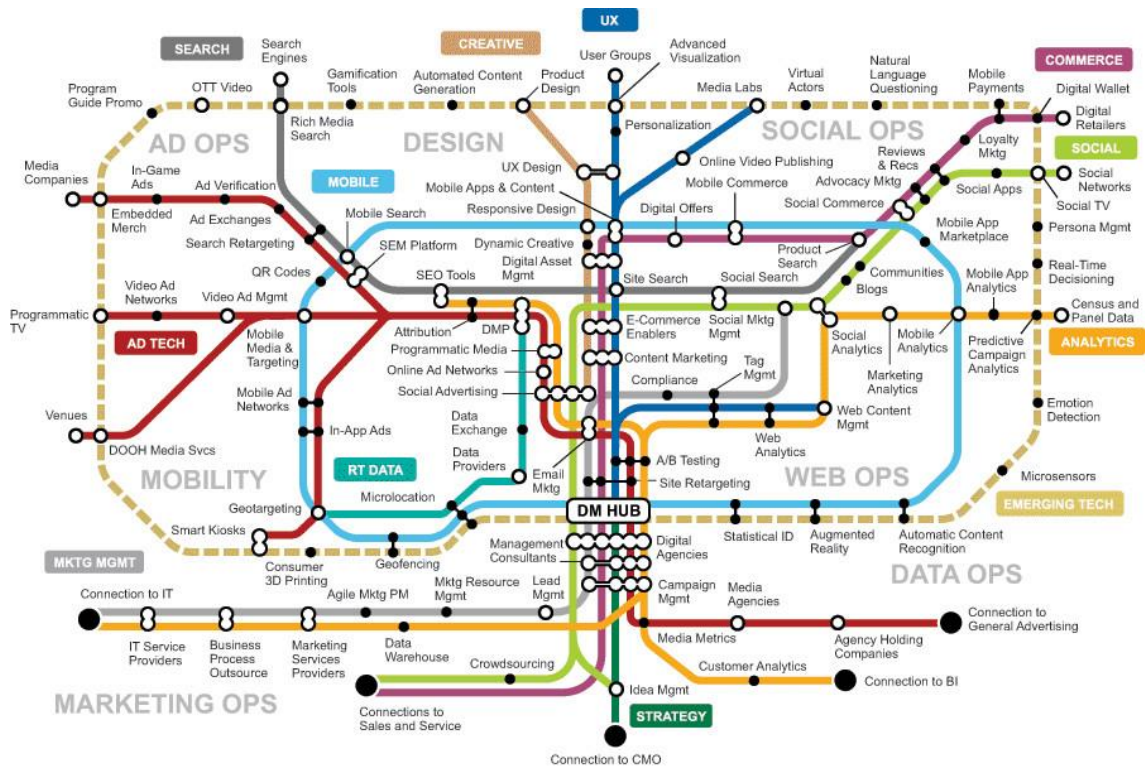 UX
SEARCH
Search
Engines
CREATIVE
User Groups
Advanced
Visualization
COMMERCE
Program
Guide Promo
OTT Video
Gamification
Tools
Automated Content
Generation
Product
Design
Media Labs
Virtual
Actors
Natural
Language
Questioning
Mobile
Payments
Digital Wallet
Rich Media
Search
Personalization
Digital
Retailers
AD OPS
DESIGN
SOCIAL OPS
Loyalty
Mktg
SOCIAL
Media
Companies
In-Game
Ads
Ad Verification
MOBILE
UX Design
Online Video Publishing
Reviews
& Recs
Advocacy Mktg
Social Apps
Social
Networks
Mobile Apps & Content
Mobile Commerce
Social Commerce
Social TV
Embedded
Merch
Ad Exchanges
Mobile Search
Responsive Design
Digital Offers
Mobile App
Marketplace
Persona Mgmt
Search Retargeting
SEM Platform
Dynamic Creative
Product
Search
QR Codes
SEO Tools
Digital Asset
Mgmt
Site Search
Social Search
Communities
Mobile App
Analytics
Real-Time
Decisioning
Video Ad
Networks
Video Ad Mgmt
Blogs
Programmatic
TV
Attribution
DMP
E-Commerce
Enablers
Social Mktg
Mgmt
Social
Analytics
Mobile
Analytics
Census and
Panel Data
AD TECH
Mobile
Media &
Targeting
Programmatic Media
Content Marketing
Tag
Mgmt
ANALYTICS
Online Ad Networks
Marketing
Analytics
Predictive
Campaign
Analytics
Mobile Ad
Networks
Social Advertising
Compliance
Venues
DOOH Media Svcs
In-App Ads
Data
Exchange
Web
Analytics
Web Content
Mgmt
Emotion
Detection
MOBILITY
RT DATA
Data
Providers
Email
Mktg
A/B Testing
WEB OPS
Microsensors
Geotargeting
Microlocation
Site Retargeting
EMERGING TECH
Smart Kiosks
DM HUB
MKTG MGMT
Consumer
3D Printing
Geofencing
Management
Consultants
Digital
Agencies
Statistical ID
Augmented
Reality
Automatic Content
Recognition
DATA OPS
Connection to IT
Agile Mktg PM
Mktg Resource
Mgmt
Lead
Mgmt
Campaign
Mgmt
Media
Agencies
Connection to
General Advertising
IT Service
Providers
Business
Process
Outsource
Marketing
Services
Providers
Data
Warehouse
Media Metrics
Agency Holding
Companies
Crowdsourcing
Customer Analytics
Connection to BI
MARKETING OPS
Connections to
Sales and Service
Idea Mgmt
STRATEGY
Connection to CMO